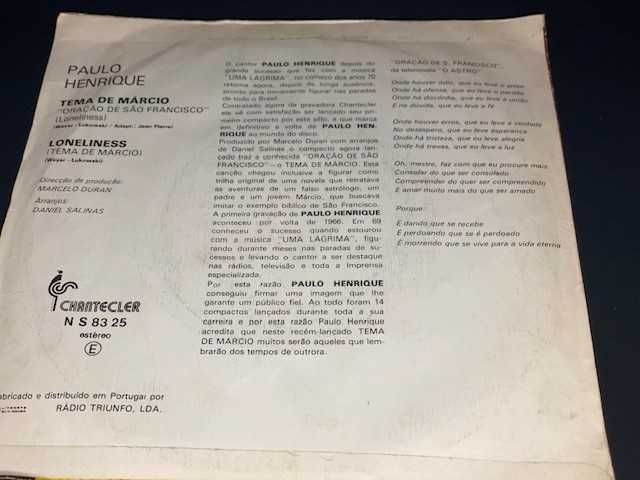 PAULO
HENRIQUE
TEMA DE MÁRCIO
"ORAÇÃO DE SÃO FRANCISCO"
(Loneliness)
(Weyer - Lukowski / Adapt.: Jean Pierre)
LONELINESS
(TEMA DE MÁRCIO)
(Weyer - Lukowski)
Direcção de produção:
MARCELO DURAN
Arranjos:
DANIEL SALINAS
CHANTECLER
N S 83 25
estéreo
E
abricado e distribuído em Portugal por
RÁDIO TRIUNFO, LDA.
O cantor PAULO HENRIQUE depois do
grande sucesso que fez com a música
"UMA LÁGRIMA", no começo dos anos 70
retorna agora, depois de longa ausência,
pronto para novamente figurar nas paradas
de todo o Brasil.
Contratado agora da gravadora Chantecler
ele só com satisfação ser lançado seu pri-
meiro compacto por este sêlo, o que marca
em definitivo a volta de PAULO HEN-
RIQUE ao mundo do disco.
Produzido por Marcelo Duran com arranjos
de Daniel Salinas o compacto agora lan-
çado traz a conhecida "ORAÇÃO DE SÃO
FRANCISCO" — o TEMA DE MÁRCIO. Esta
canção chegou inclusive a figurar como
trilha original de uma novela que retratava
as aventuras de um falso astrólogo, um
padre e um jovem Márcio, que buscava
imitar o exemplo bíblico de São Francisco.
A primeira gravação de PAULO HENRIQUE
aconteceu por volta de 1966. Em 69
conheceu o sucesso quando estourou
com a música "UMA LÁGRIMA", figu-
rando durante meses nas paradas de su-
cessos e levando o cantor a ser destaque
nas rádios, televisão e toda a Imprensa
especializada.
Por esta razão PAULO HENRIQUE
conseguiu firmar uma imagem que lhe
garante um público fiel. Ao todo foram 14
compactos lançados durante toda a sua
carreira e por esta razão Paulo Henrique
acredita que neste recém-lançado TEMA
DE MÁRCIO muitos serão aqueles que lem-
brarão dos tempos de outrora.
"ORAÇÃO DE S. FRANCISCO"
da telenovela "O ASTRO"
Onde houver ódio, que eu leve o amor
Onde há ofensa, que eu leve o perdão
Onde há discórdia, que eu leve a união
E na dúvida, que eu leve a fé
Onde houver erros, que eu leve a verdade
No desespero, que eu leve esperança
Onde há tristeza, que eu leve alegria
Onde há trevas, que eu leve a luz
Oh, mestre, faz com que eu procure mais
Consolar do que ser consolado
Compreender do quer ser compreendido
E amar muito mais do que ser amado
Porque:
É dando que se recebe
É perdoando que se é perdoado
É morrendo que se vive para a vida eterna